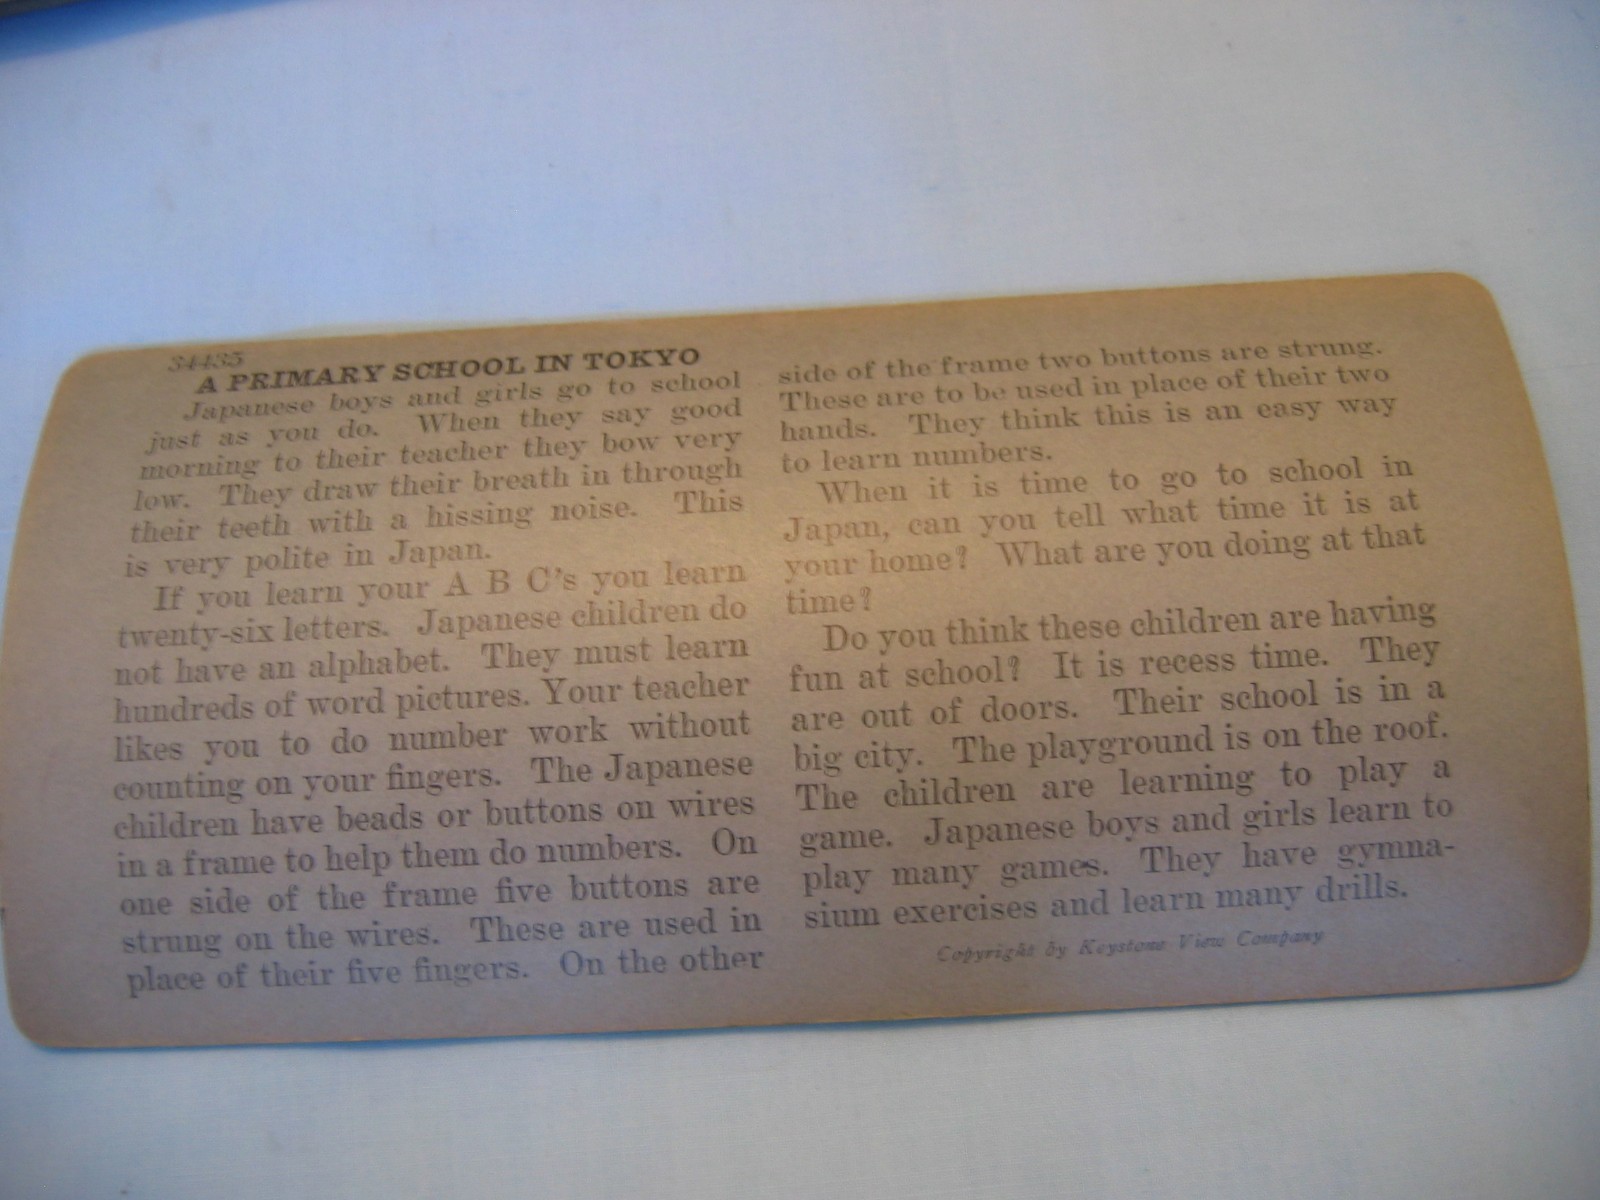 34435
A PRIMARY SCHOOL IN TOKYO
Japanese boys and girls go to school
just as you do. When they say good
morning to their teacher they bow very
low. They draw their breath in through
their teeth with a hissing noise. This
is very polite in Japan.
If you learn your A B C's you learn
twenty-six letters. Japanese children do
not have an alphabet. They must learn
hundreds of word pictures. Your teacher
likes you to do number work without
counting on your fingers. The Japanese
children have beads or buttons on wires
in a frame to help them do numbers. On
one side of the frame five buttons are
strung on the wires. These are used in
place of their five fingers. On the other
side of the frame two buttons are strung.
These are to be used in place of their two
hands. They think this is an easy way
to learn numbers.
When it is time to go to school in
Japan, can you tell what time it is at
your home? What are you doing at that
time?
Do you think these children are having
fun at school? It is recess time. They
are out of doors. Their school is in a
big city. The playground is on the roof.
The children are learning to play a
game. Japanese boys and girls learn to
play many games. They have gymna-
sium exercises and learn many drills.
Copyright by Keystone View Company